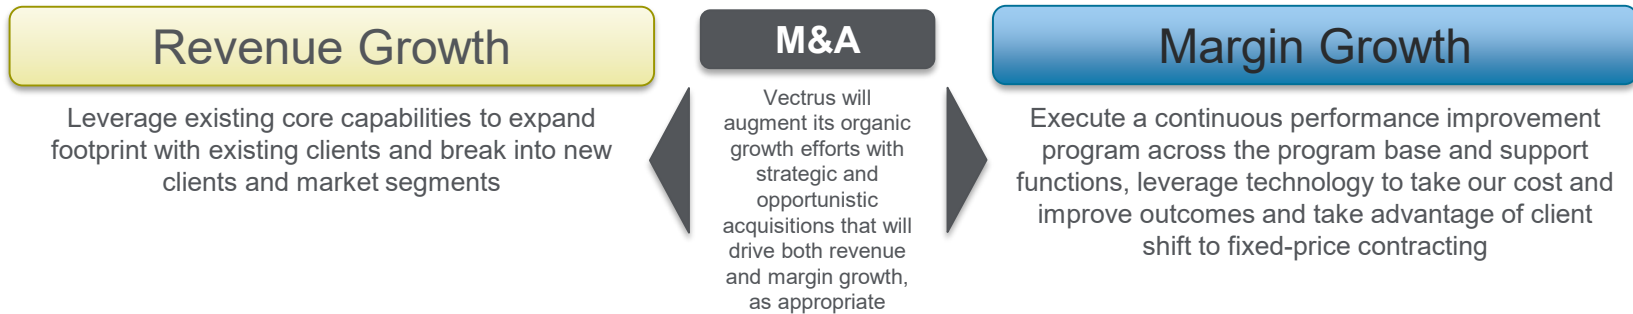 Revenue Growth
Leverage existing core capabilities to expand
footprint with existing clients and break into new
clients and market segments
M&A
Vectrus will
augment its organic
growth efforts with
strategic and
opportunistic
acquisitions that will
drive both revenue
and margin growth,
as appropriate
Margin Growth
Execute a continuous performance improvement
program across the program base and support
functions, leverage technology to take our cost and
improve outcomes and take advantage of client
shift to fixed-price contracting